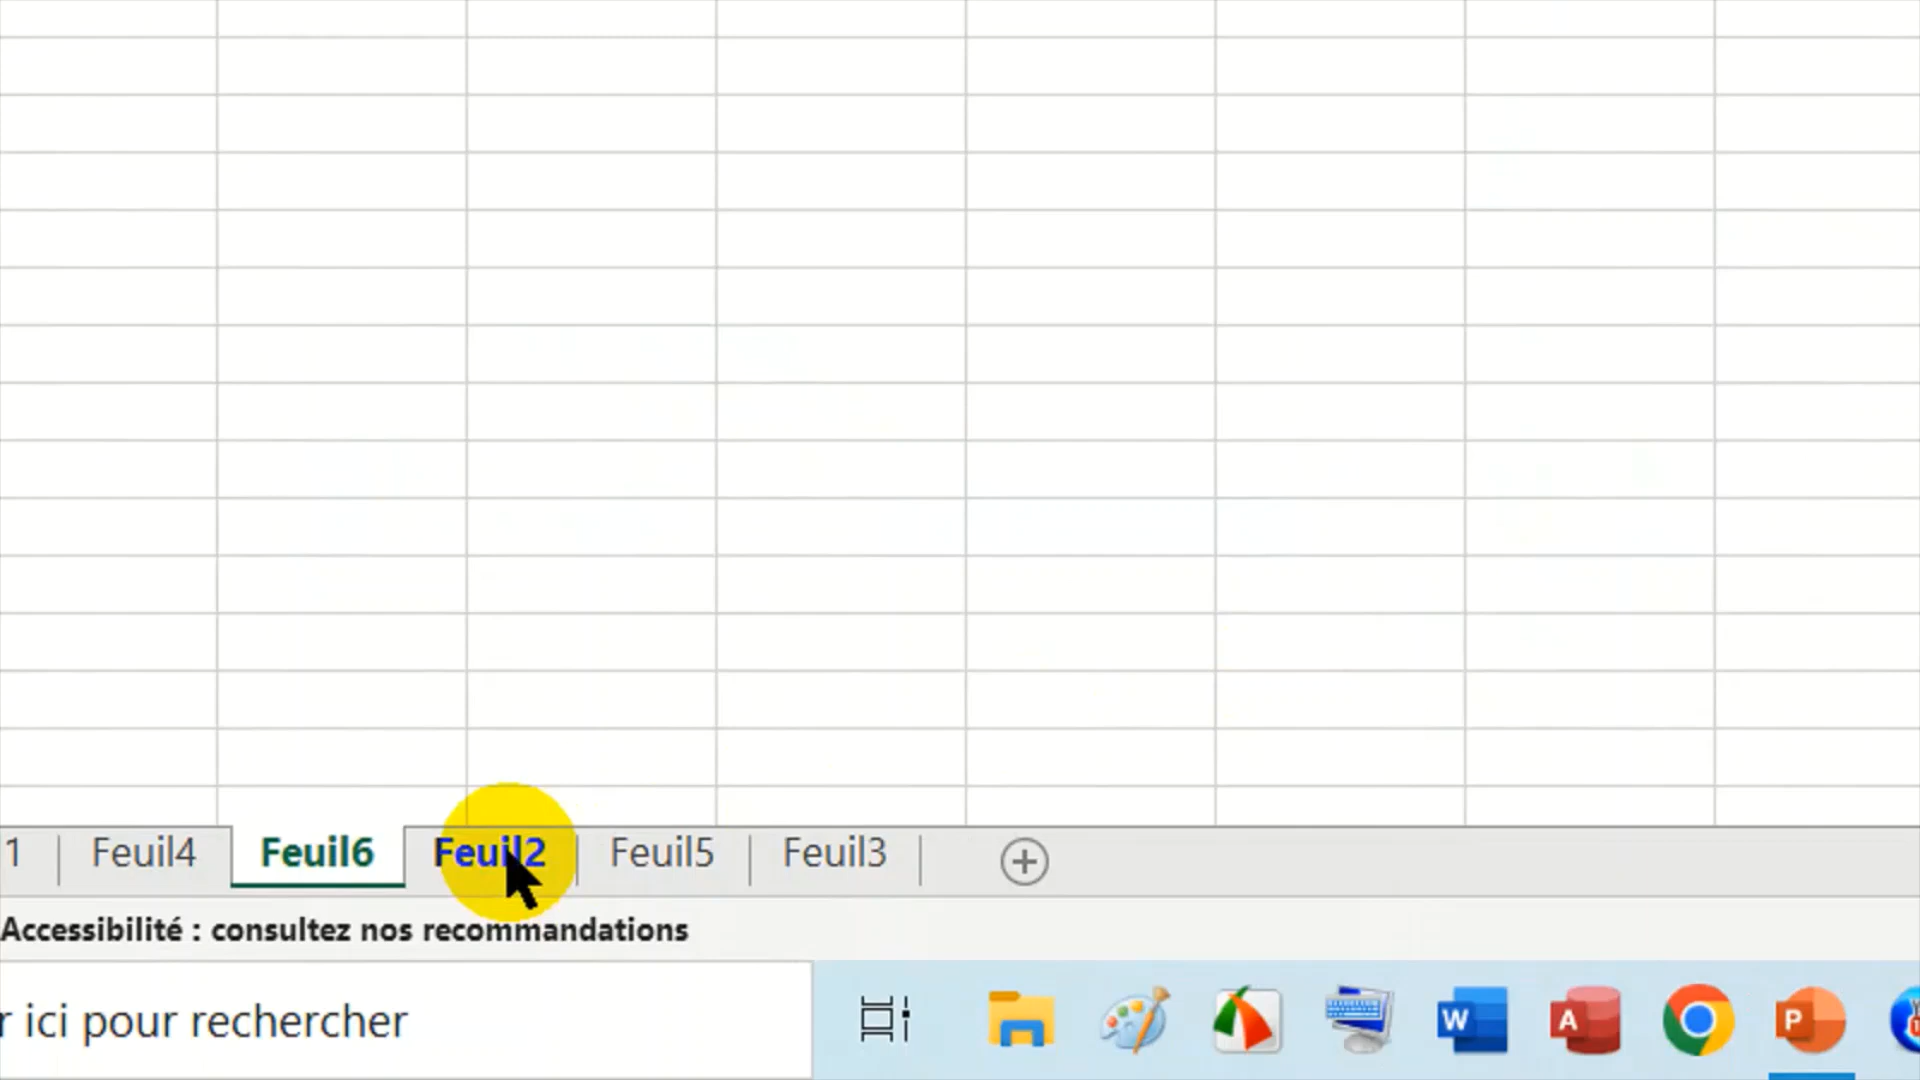 1 Feuil4 Feuil6 Feuil2 Feuil5 Feuil3
Accessibilité : consultez nos recommandations
r ici pour rechercher
W A P